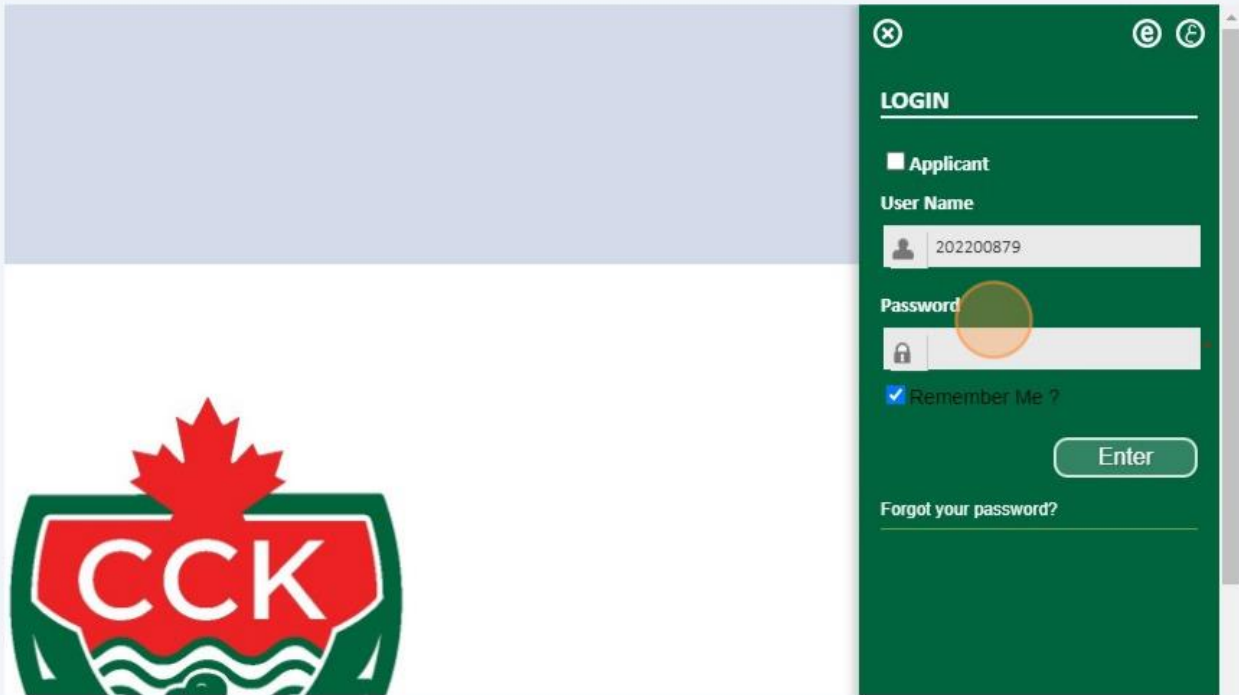 e ع
LOGIN
Applicant
User Name
202200879
Password
*
Remember Me ?
Enter
Forgot your password?
CCK